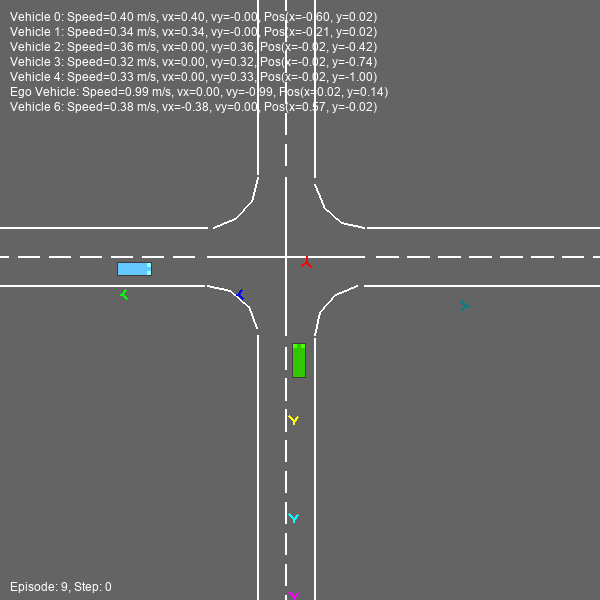 Vehicle 0: Speed=0.40 m/s, vx=0.40, vy=-0.00, Pos(x=-0.60, y=0.02)
Vehicle 1: Speed=0.34 m/s, vx=0.34, vy=-0.00, Pos(x=-0.21, y=0.02)
Vehicle 2: Speed=0.36 m/s, vx=0.00, vy=0.36, Pos(x=-0.02, y=-0.42)
Vehicle 3: Speed=0.32 m/s, vx=0.00, vy=0.32, Pos(x=-0.02, y=-0.74)
Vehicle 4: Speed=0.33 m/s, vx=0.00, vy=0.33, Pos(x=-0.02, y=-1.00)
Ego Vehicle: Speed=0.99 m/s, vx=0.00, vy=-0.99, Pos(x=0.02, y=0.14)
Vehicle 6: Speed=0.38 m/s, vx=-0.38, vy=0.00, Pos(x=0.57, y=-0.02)
Episode: 9, Step: 0